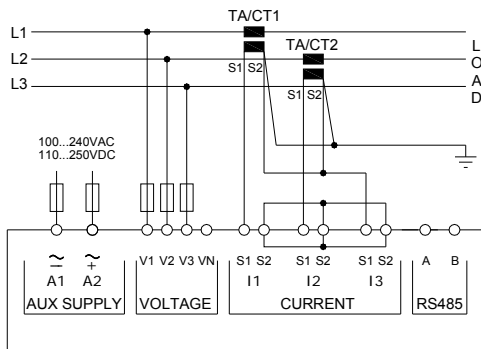 TA/CT1
L1
TA/CT2
L2
S1 S2
L3
S1 S2
LOAD
100...240VAC
110...250VDC
V1 V2 V3 VN S1 S2 S1 S2 S1 S2 A B
A1 A2 I1 I2 I3
AUX SUPPLY VOLTAGE CURRENT RS485